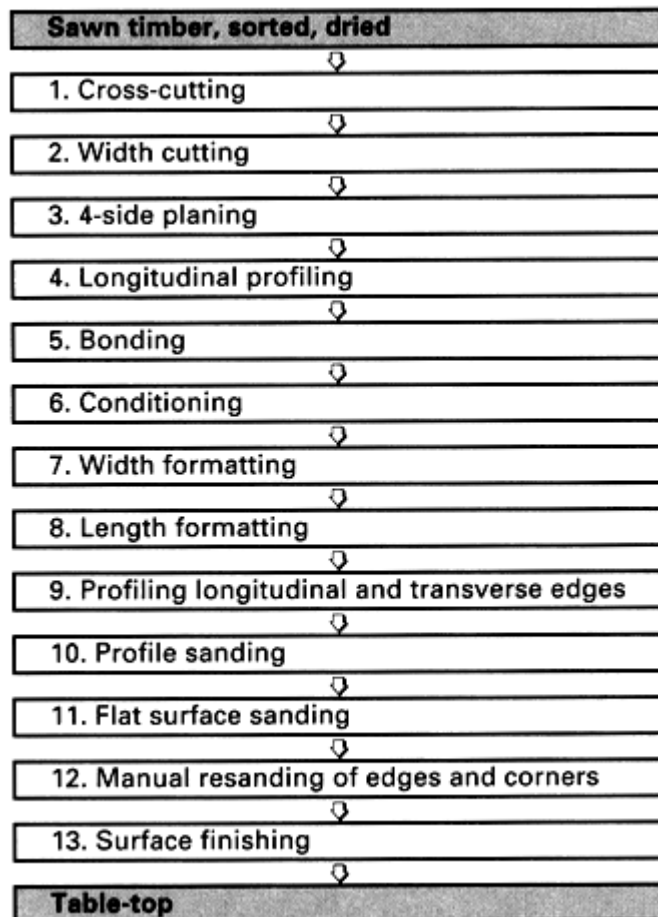 Sawn timber, sorted, dried
1. Cross-cutting
2. Width cutting
3. 4-side planing
4. Longitudinal profiling
5. Bonding
6. Conditioning
7. Width formatting
8. Length formatting
9. Profiling longitudinal and transverse edges
10. Profile sanding
11. Flat surface sanding
12. Manual resanding of edges and corners
13. Surface finishing
Table-top